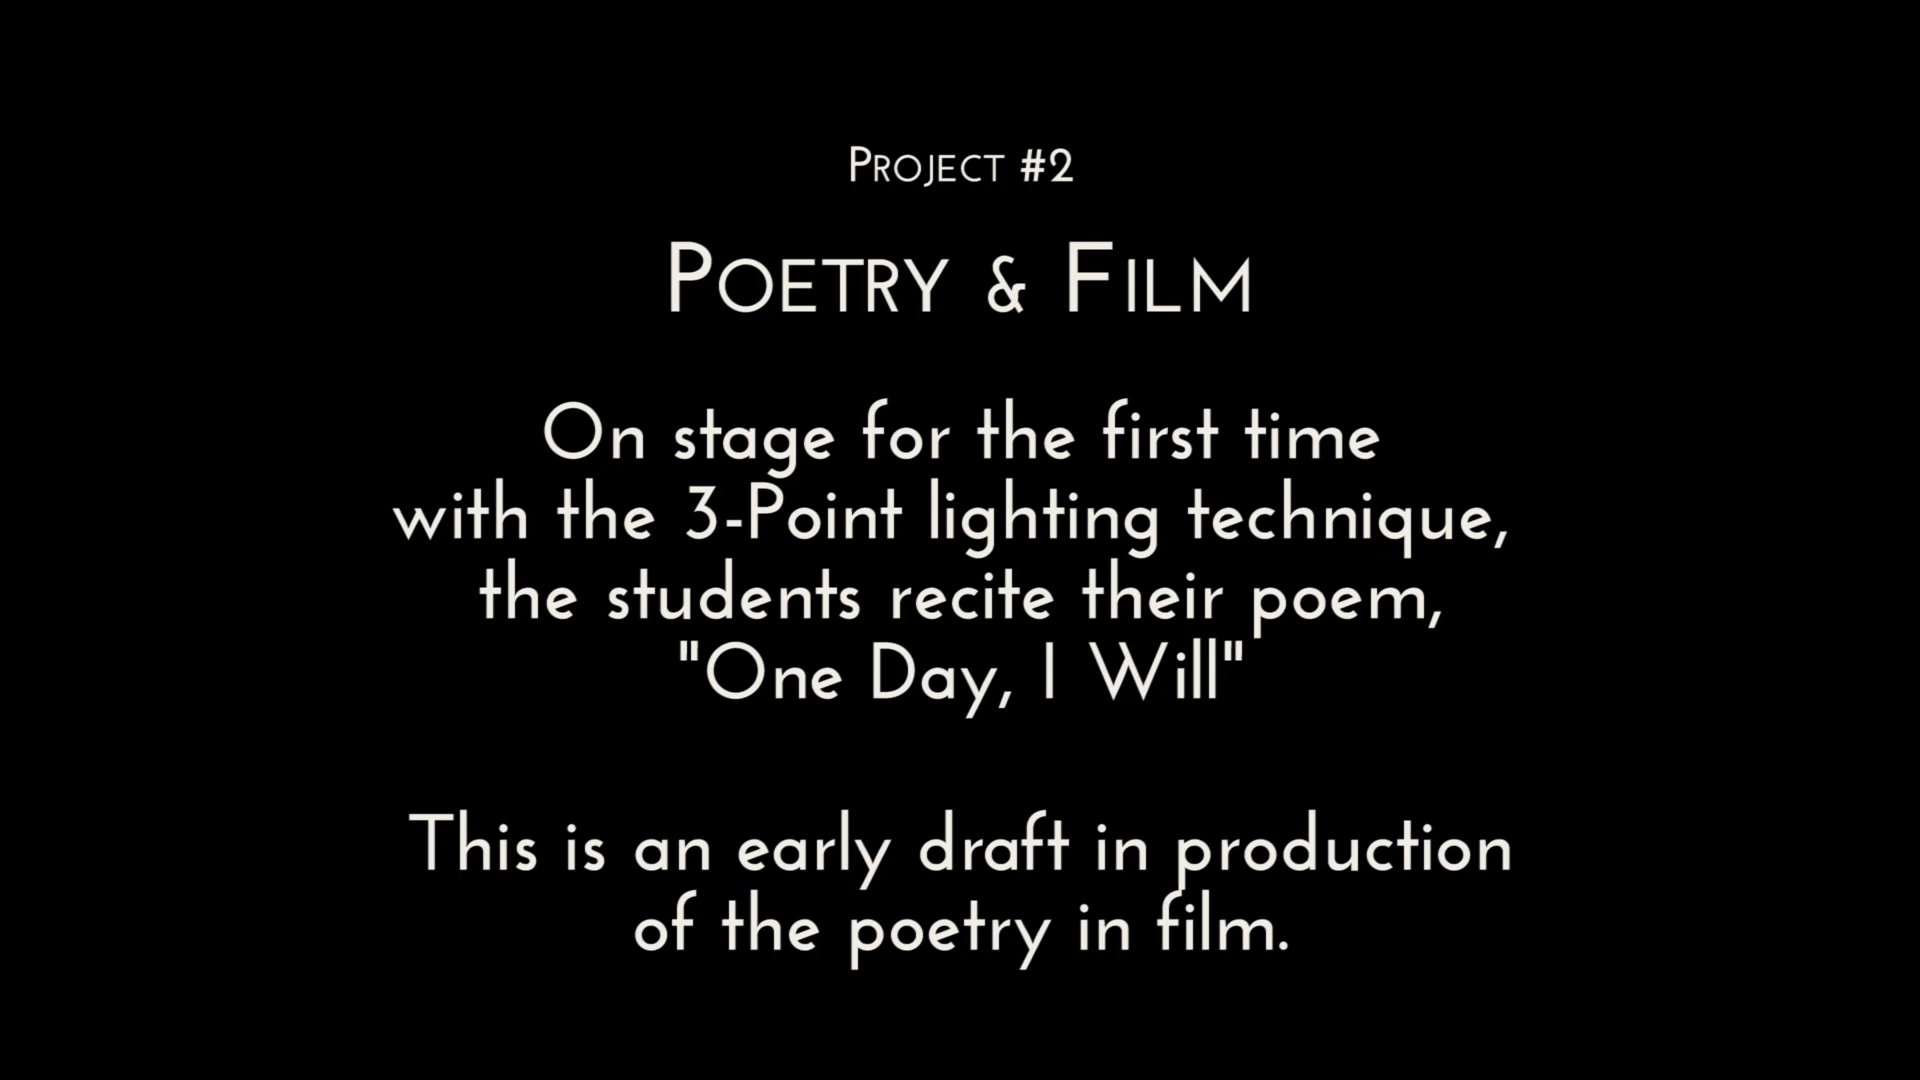 Project #2
Poetry & Film
On stage for the first time
with the 3-Point lighting technique,
the students recite their poem,
"One Day, I Will"
This is an early draft in production
of the poetry in film.